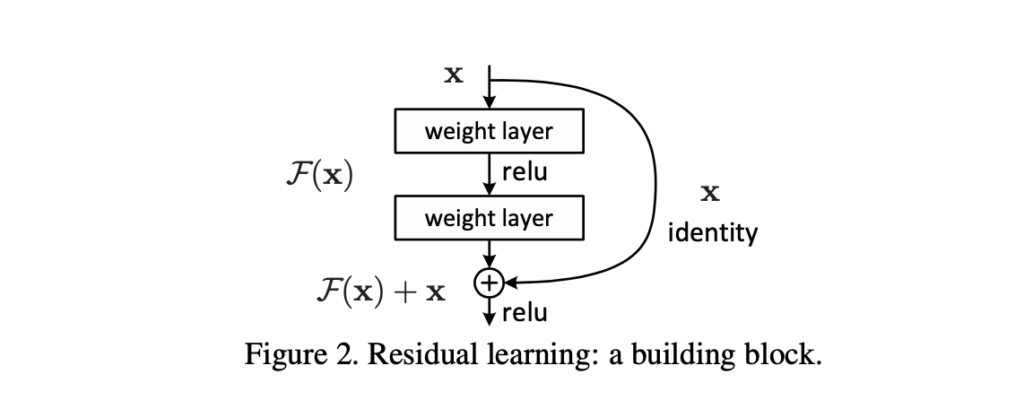 x
weight layer
relu
F(x)
weight layer
x
identity
F(x) + x
+
relu
Figure 2. Residual learning: a building block.